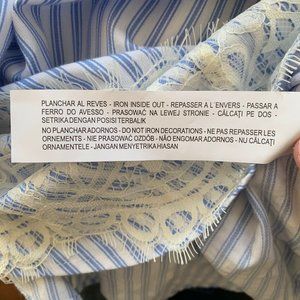 PLANCHAR AL REVES - IRON INSIDE OUT - REPASSER A L'ENVERS - PASSAR A
FERRO DO AVESSO - PRASOWAĆ NA LEWEJ STRONIE - CĂLCAŢI PE DOS -
SETRIKA DENGAN POSISI TERBALIK
NO PLANCHAR ADORNOS - DO NOT IRON DECORATIONS - NE PAS REPASSER LES
ORNEMENTS - NIE PRASOWAĆ OZDÓB - NÃO ENGOMAR ADORNOS - NU CĂLCAŢI
ORNAMENTELE - JANGAN MENYETRIKA HIASAN